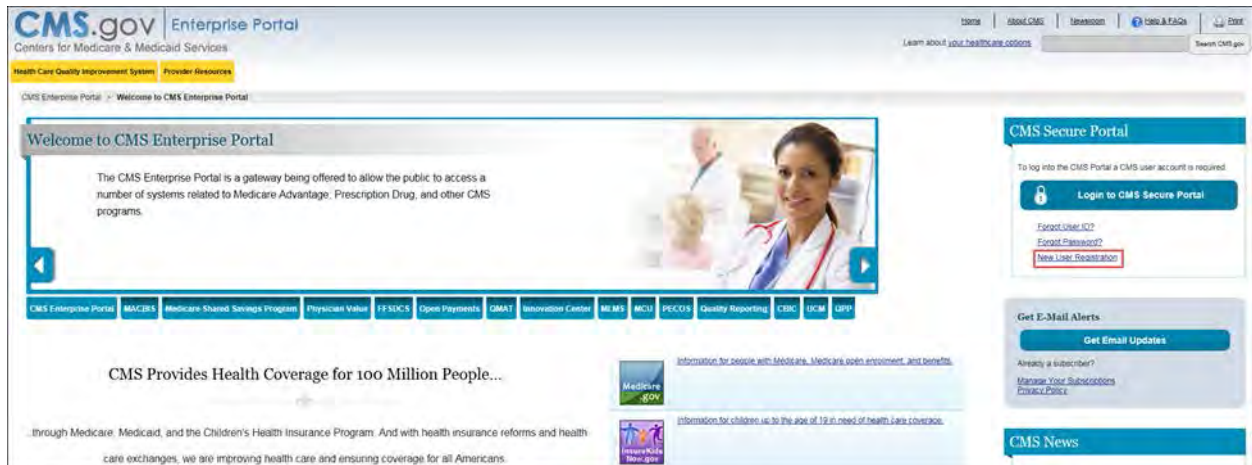 CMS.gov | Enterprise Portal
Centers for Medicare & Medicaid Services
Home | About CMS | Newsroom | Help & FAQs | Print
Learn about your healthcare options
Search CMS.gov
Health Care Quality Improvement System
Provider Resources
CMS Enterprise Portal > Welcome to CMS Enterprise Portal
Welcome to CMS Enterprise Portal
The CMS Enterprise Portal is a gateway being offered to allow the public to access a
number of systems related to Medicare Advantage, Prescription Drug, and other CMS
programs.
CMS Enterprise Portal
MACBIS
Medicare Shared Savings Program
Physician Value
FFSDCS
Open Payments
QMAT
Innovation Center
MLMS
MCU
PECOS
Quality Reporting
CBIC
UCM
QPP
CMS Provides Health Coverage for 100 Million People...
...through Medicare, Medicaid, and the Children's Health Insurance Program. And with health insurance reforms and health
care exchanges, we are improving health care and ensuring coverage for all Americans.
Medicare
.gov
Information for people with Medicare, Medicare open enrollment, and benefits.
InsureKids
Now.gov
Information for children up to the age of 19 in need of health care coverage.
CMS Secure Portal
To log into the CMS Portal a CMS user account is required.
Login to CMS Secure Portal
Forgot User ID?
Forgot Password?
New User Registration
Get E-Mail Alerts
Get Email Updates
Already a subscriber?
Manage Your Subscriptions
Privacy Policy
CMS News